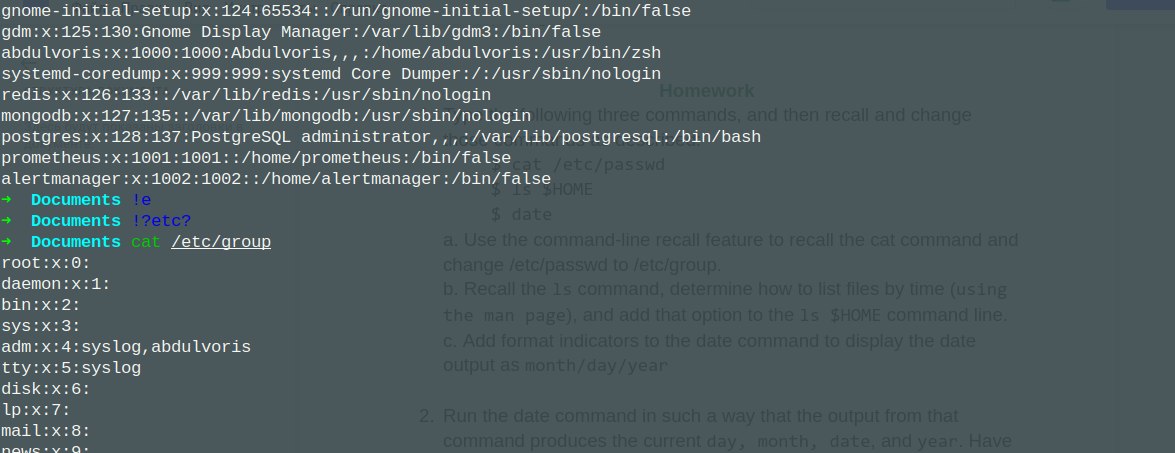 gnome-initial-setup:x:124:65534::/run/gnome-initial-setup/:/bin/false
gdm:x:125:130:Gnome Display Manager:/var/lib/gdm3:/bin/false
abdulvoris:x:1000:1000:Abdulvoris,,,:/home/abdulvoris:/usr/bin/zsh
systemd-coredump:x:999:999:systemd Core Dumper:/:/usr/sbin/nologin
redis:x:126:133::/var/lib/redis:/usr/sbin/nologin
mongodb:x:127:135::/var/lib/mongodb:/usr/sbin/nologin
postgres:x:128:137:PostgreSQL administrator,,,:/var/lib/postgresql:/bin/bash
prometheus:x:1001:1001::/home/prometheus:/bin/false
alertmanager:x:1002:1002::/home/alertmanager:/bin/false
➜ Documents !e
➜ Documents !?etc?
➜ Documents cat /etc/group
root:x:0:
daemon:x:1:
bin:x:2:
sys:x:3:
adm:x:4:syslog,abdulvoris
tty:x:5:syslog
disk:x:6:
lp:x:7:
mail:x:8:
news:x:9:
Homework
following three commands, and then recall and change
$ cat /etc/passwd
$ ls $HOME
$ date
a. Use the command-line recall feature to recall the cat command and
change /etc/passwd to /etc/group.
b. Recall the ls command, determine how to list files by time (using
the man page), and add that option to the ls $HOME command line.
c. Add format indicators to the date command to display the date
output as month/day/year
2. Run the date command in such a way that the output from that
command produces the current day, month, date, and year. Have